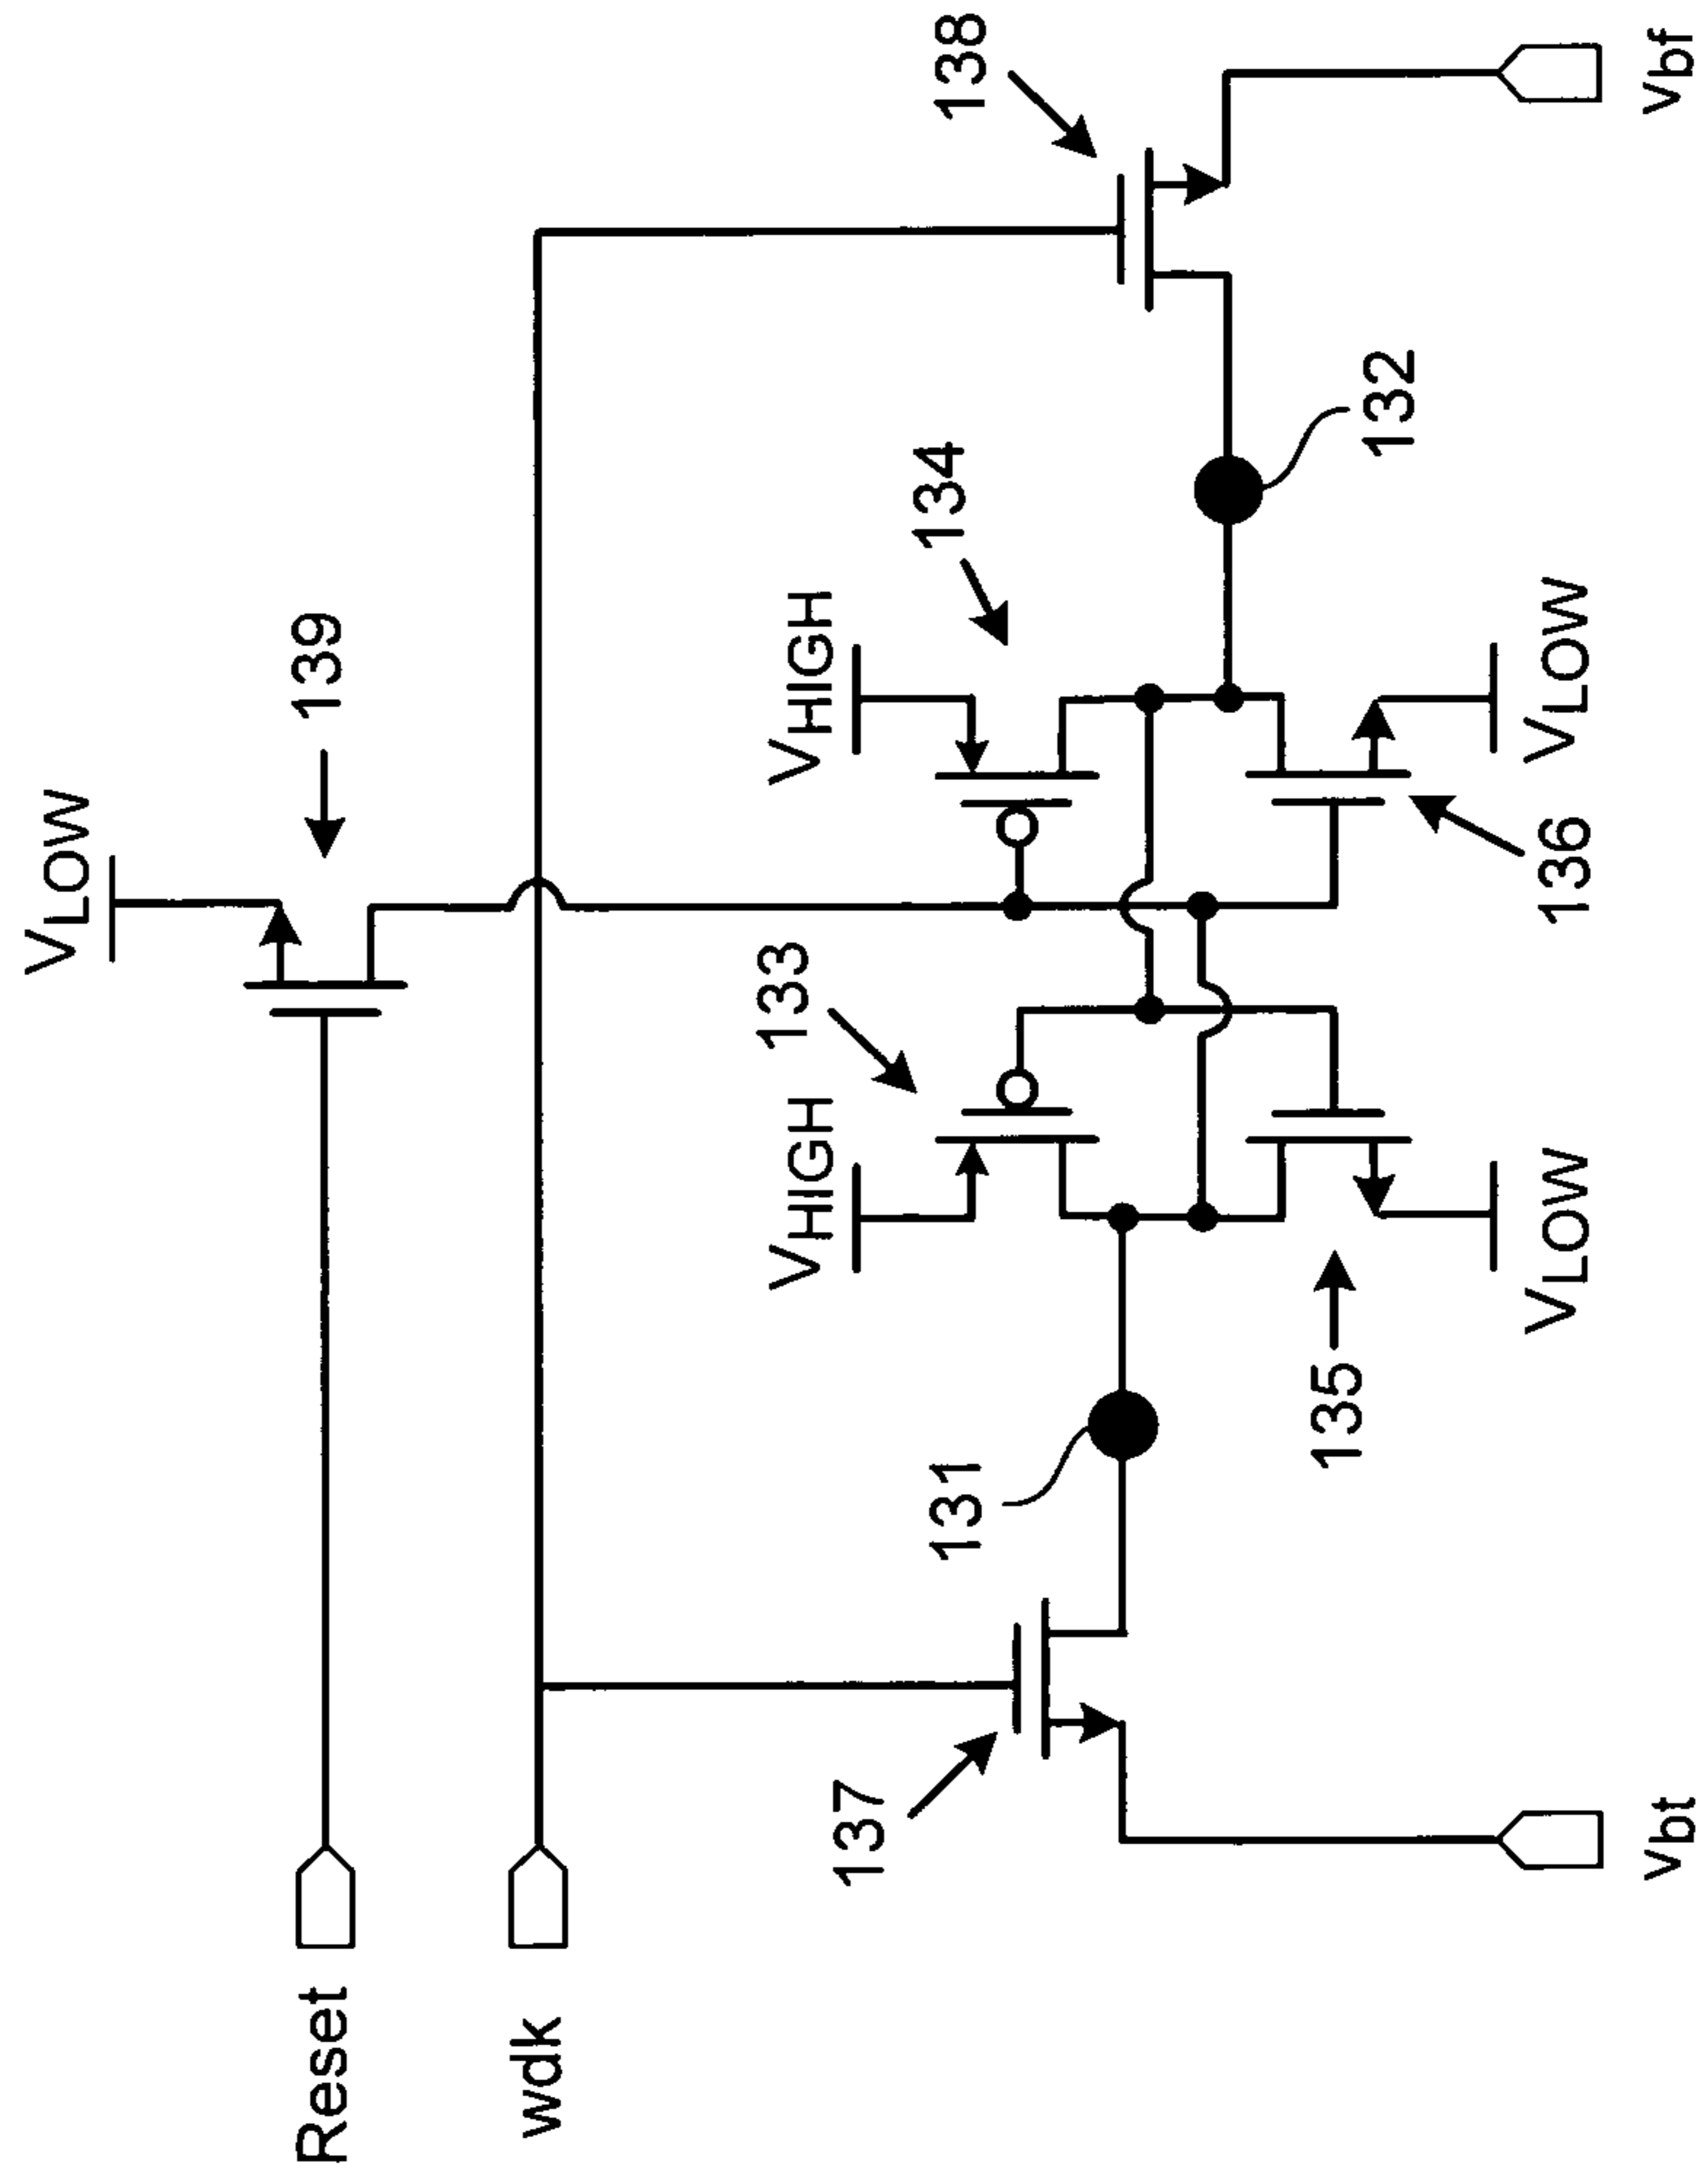 VLOW
Reset
139
wdk
133
VHIGH
VHIGH
137
134
131
138
135
132
VLOW
136
VLOW
vbt
vbf